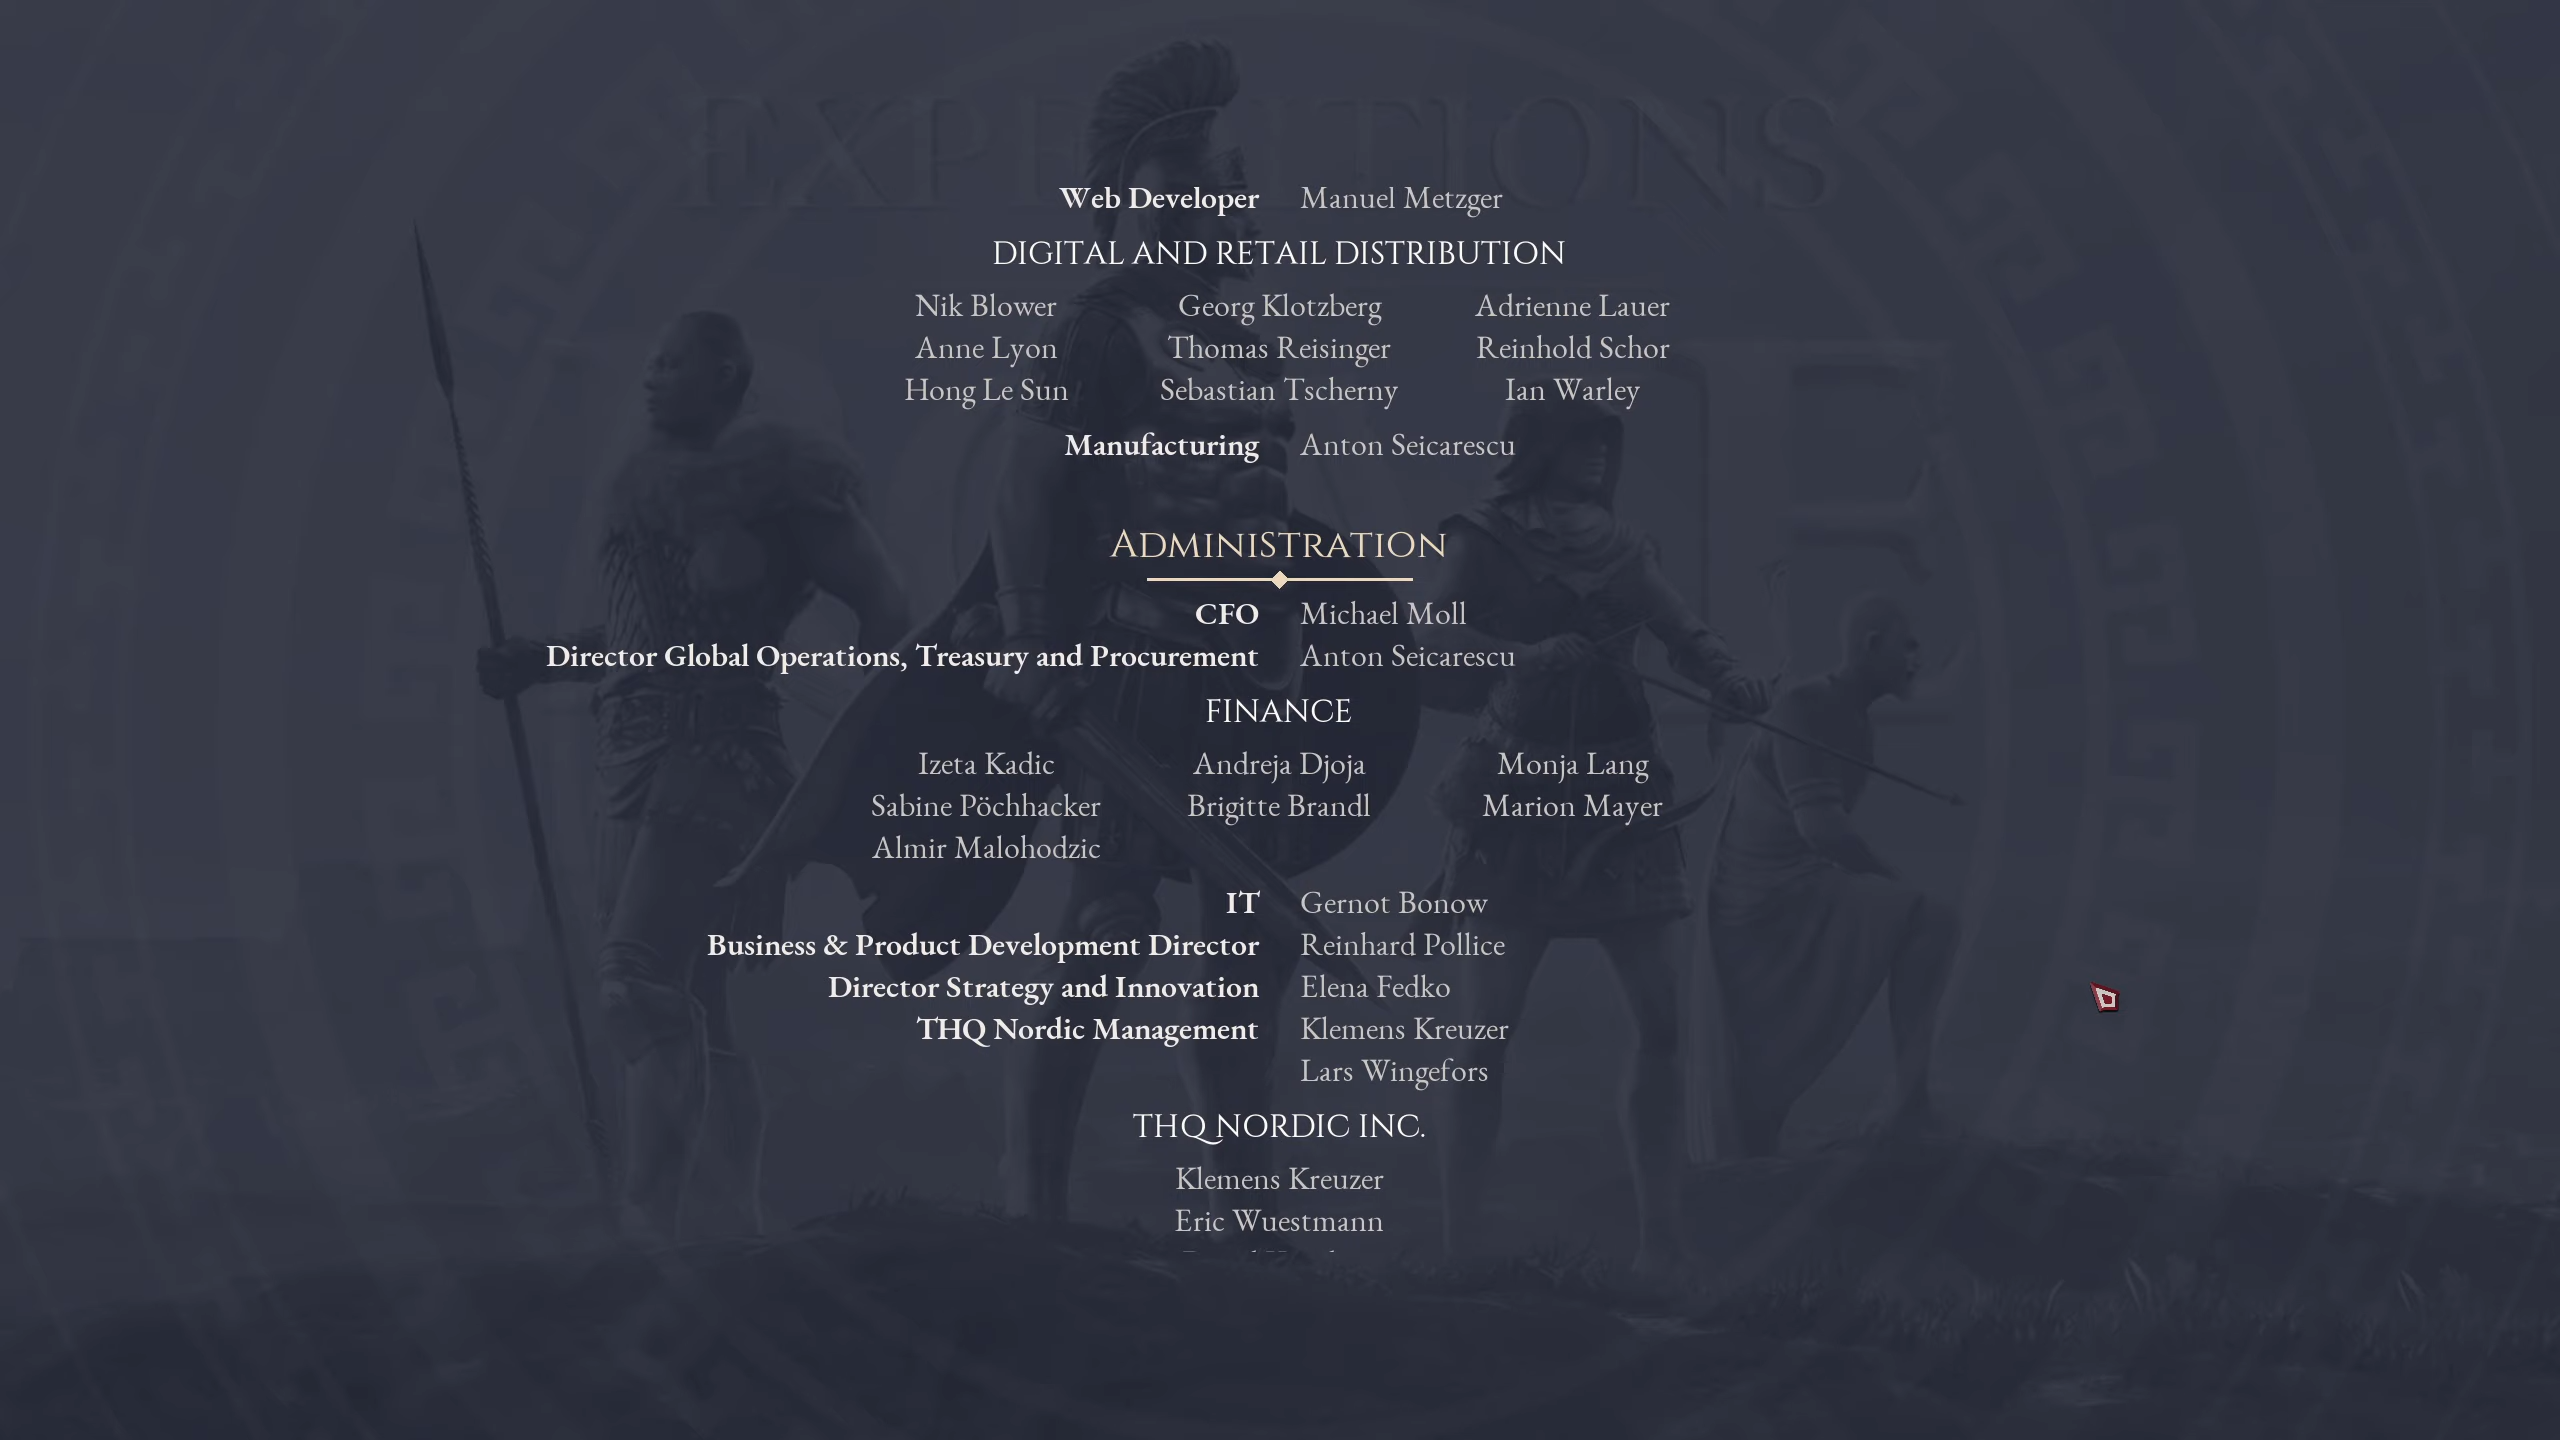 EXPEDITIONS
Web Developer Manuel Metzger
DIGITAL AND RETAIL DISTRIBUTION
Nik Blower Georg Klotzberg Adrienne Lauer
Anne Lyon Thomas Reisinger Reinhold Schor
Hong Le Sun Sebastian Tscherny Ian Warley
Manufacturing Anton Seicarescu
Administration
CFO Michael Moll
Director Global Operations, Treasury and Procurement Anton Seicarescu
FINANCE
Izeta Kadic Andreja Djoja Monja Lang
Sabine Pöchhacker Brigitte Brandl Marion Mayer
Almir Malohodzic
IT Gernot Bonow
Business & Product Development Director Reinhard Pollice
Director Strategy and Innovation Elena Fedko
THQ Nordic Management Klemens Kreuzer
Lars Wingefors
THQ NORDIC INC.
Klemens Kreuzer
Eric Wuestmann